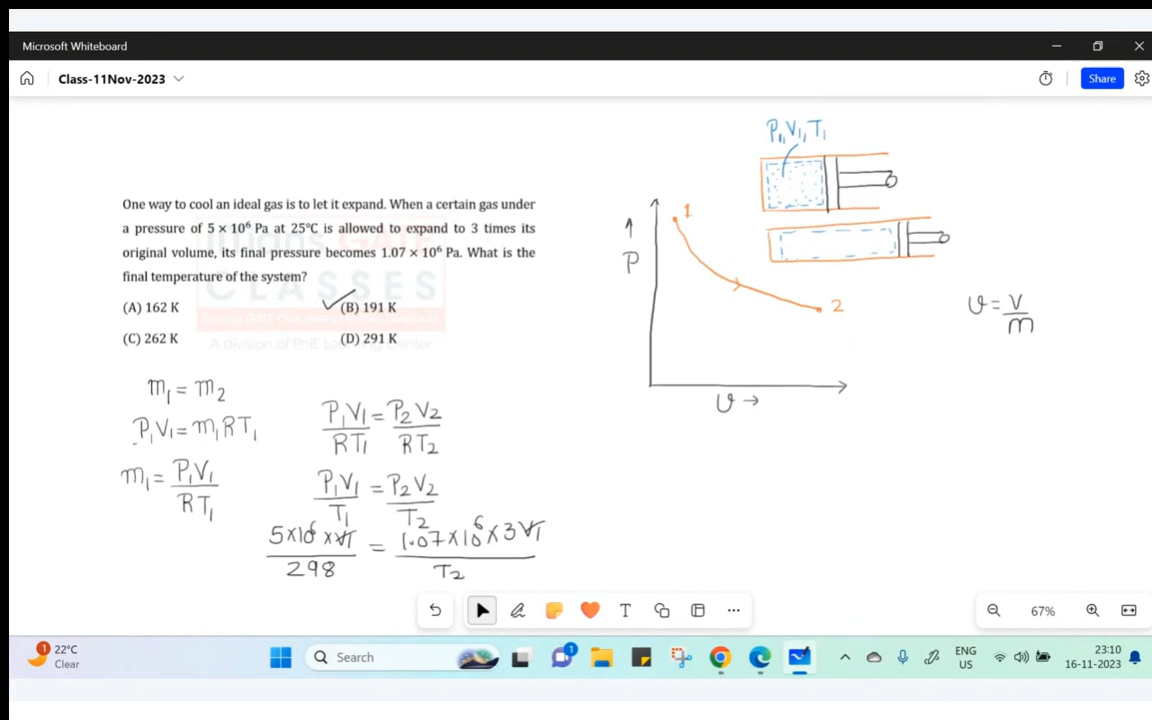 Microsoft Whiteboard
Class-11Nov-2023
Share
One way to cool an ideal gas is to let it expand. When a certain gas under
a pressure of 5 × 10⁶ Pa at 25°C is allowed to expand to 3 times its
original volume, its final pressure becomes 1.07 × 10⁶ Pa. What is the
final temperature of the system?
(A) 162 K (B) 191 K
(C) 262 K (D) 291 K
CLASSES
m₁ = m₂
P₁V₁ = m₁RT₁
m₁ = P₁V₁ / RT₁
P₁V₁ / RT₁ = P₂V₂ / RT₂
P₁V₁ / T₁ = P₂V₂ / T₂
5×10⁶ × V₁ / 298 = 1.07×10⁶×3V₁ / T₂
P₁, V₁, T₁
1
↑
P
2
υ →
υ = V / m
T
67%
1
22°C
Clear
Search
1
ENG
US
23:10
16-11-2023